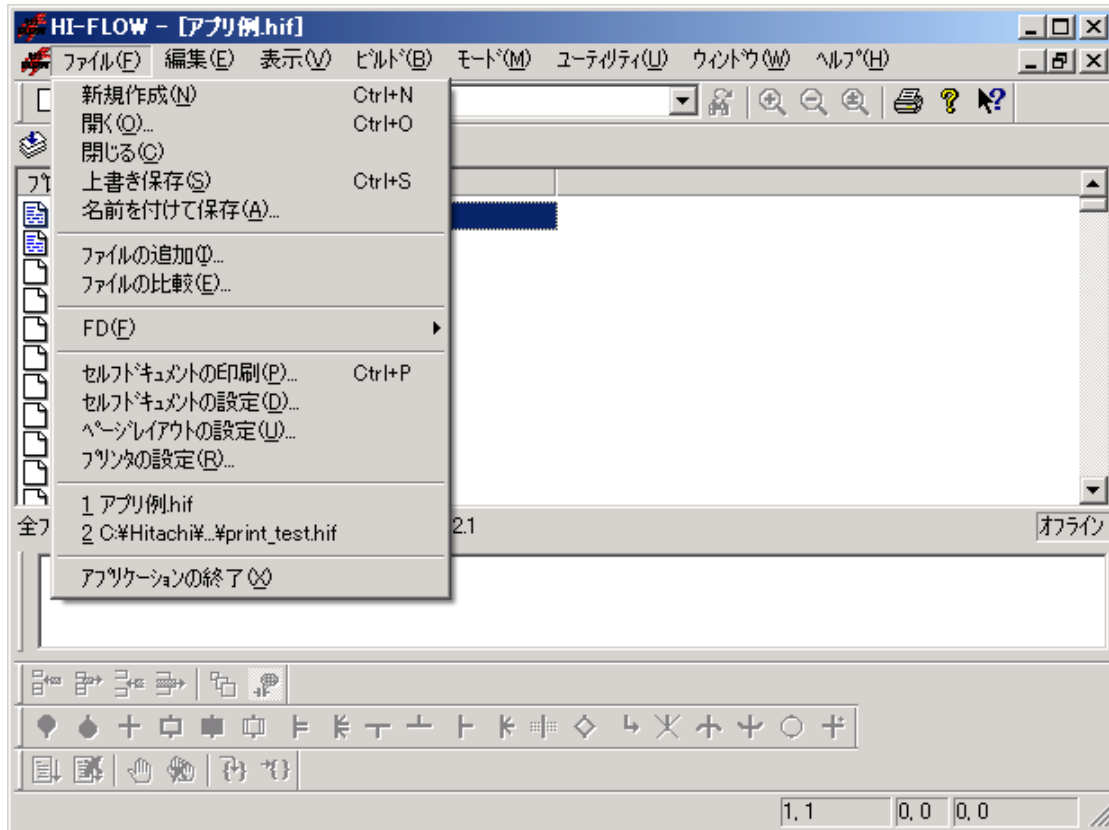 HI-FLOW - [アプリ例.hif]
ファイル(F) 編集(E) 表示(V) ビルド(B) モード(M) ユーティリティ(U) ウィンドウ(W) ヘルプ(H)
新規作成(N) Ctrl+N
開く(O)...
Ctrl+O
閉じる(C)
上書き保存(S) Ctrl+S
名前を付けて保存(A)...
ファイルの追加(I)...
ファイルの比較(E)...
FD(F)
セルフドキュメントの印刷(P)... Ctrl+P
セルフドキュメントの設定(D)...
ページレイアウトの設定(U)...
プリンタの設定(R)...
1 アプリ例.hif
全フ 2.1 オフライン
2 C:¥Hitachi¥...¥print_test.hif
アプリケーションの終了(X)
1, 1 0, 0 0, 0